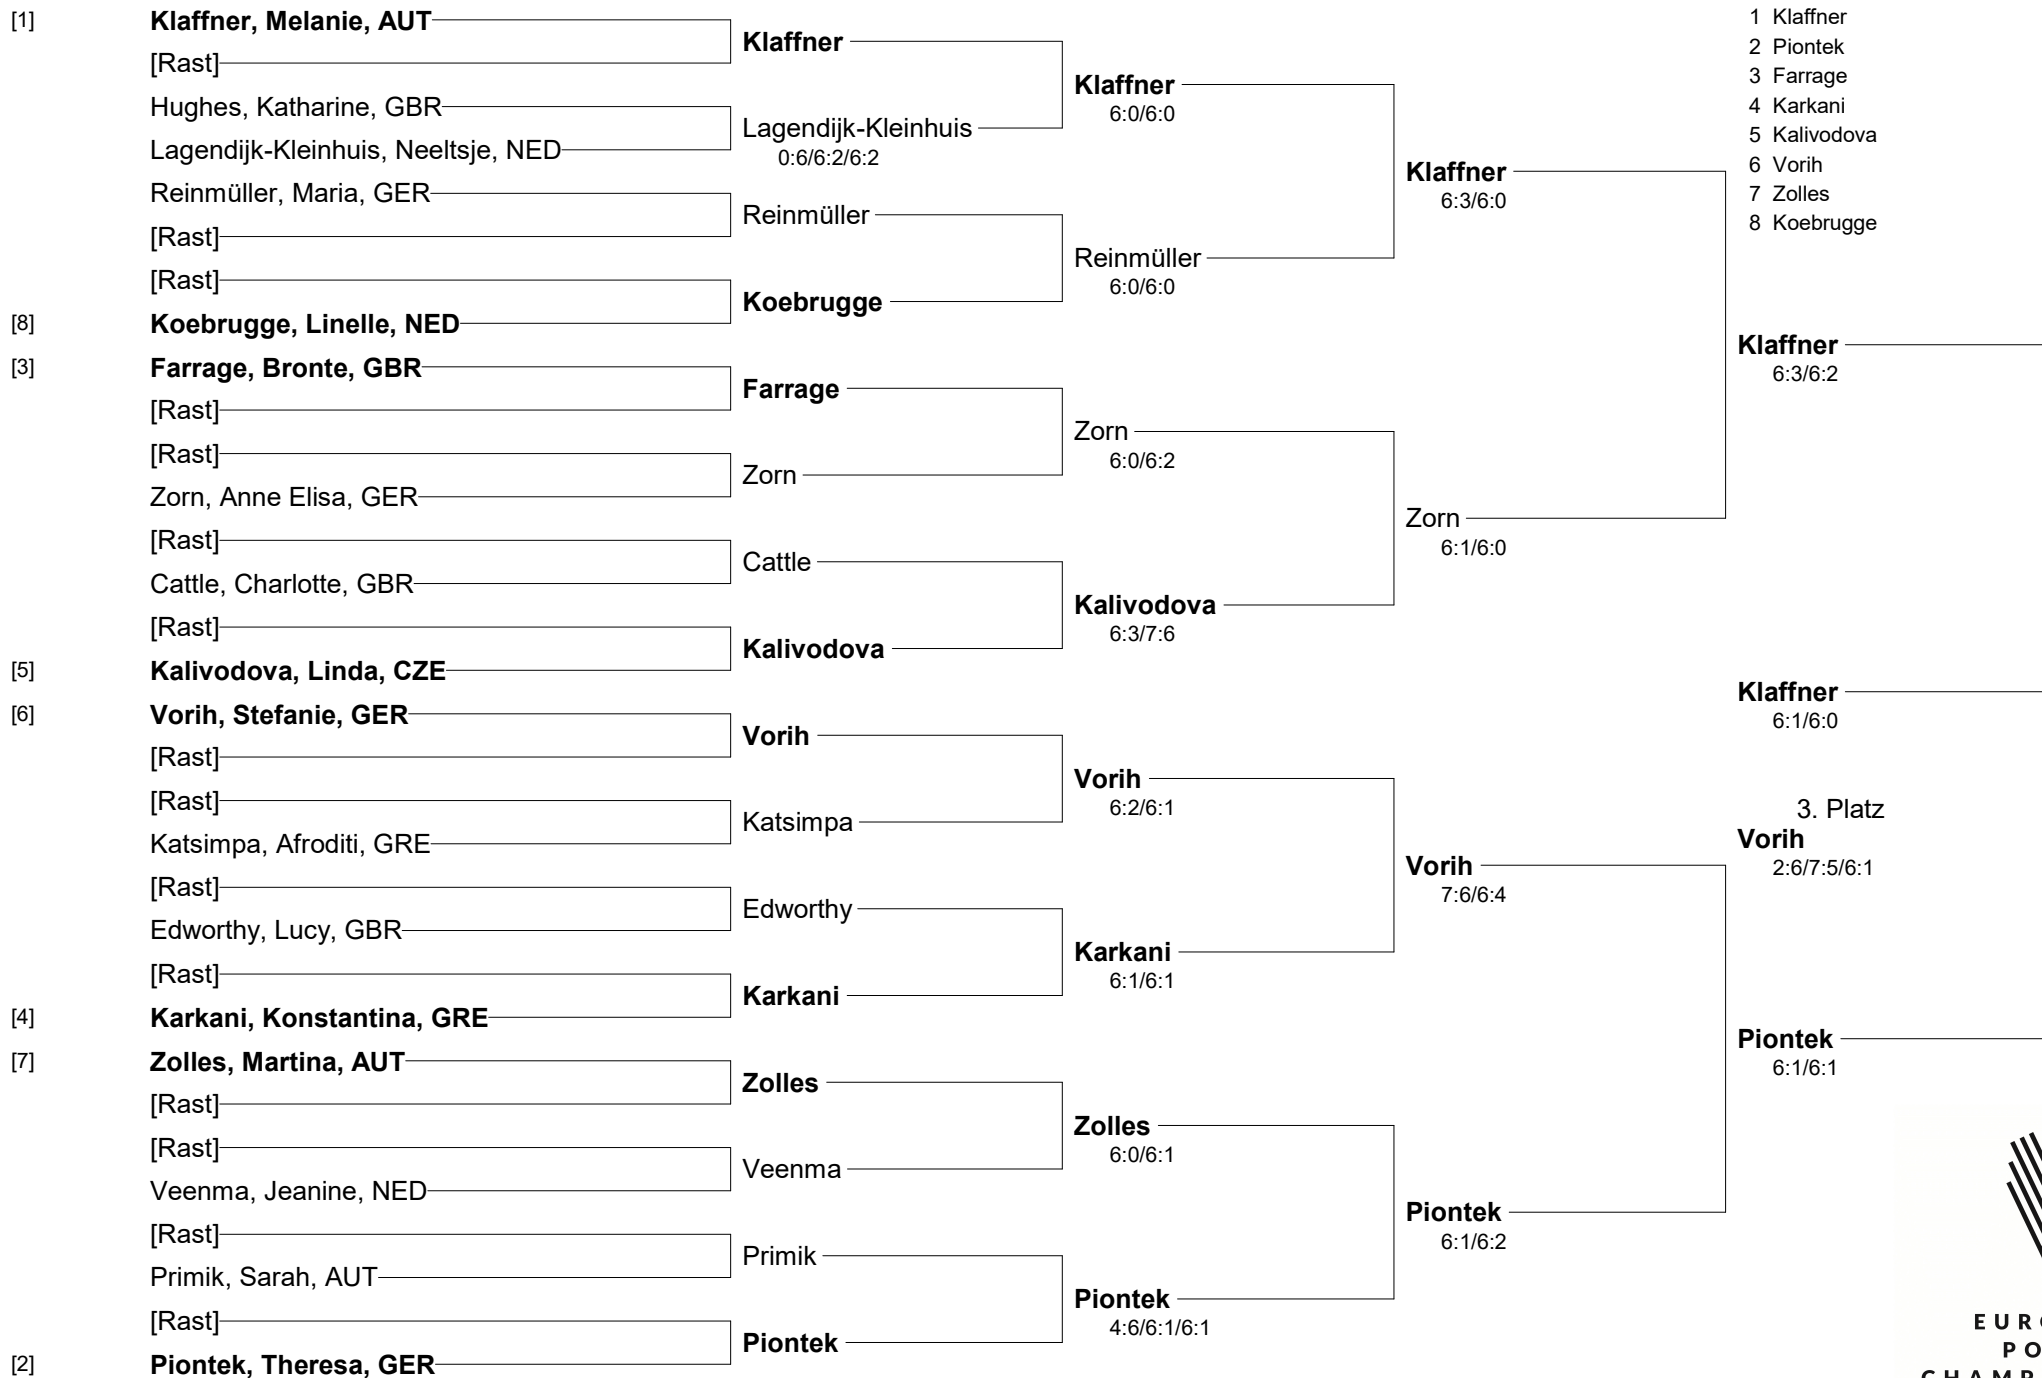 [1] Klaffner, Melanie, AUT
[Rast]
Hughes, Katharine, GBR
Lagendijk-Kleinhuis, Neeltsje, NED
Reinmüller, Maria, GER
[Rast]
[Rast]
[8] Koebrugge, Linelle, NED
[3] Farrage, Bronte, GBR
[Rast]
[Rast]
Zorn, Anne Elisa, GER
[Rast]
Cattle, Charlotte, GBR
[Rast]
[5] Kalivodova, Linda, CZE
[6] Vorih, Stefanie, GER
[Rast]
[Rast]
Katsimpa, Afroditi, GRE
[Rast]
Edworthy, Lucy, GBR
[Rast]
[4] Karkani, Konstantina, GRE
[7] Zolles, Martina, AUT
[Rast]
[Rast]
Veenma, Jeanine, NED
[Rast]
Primik, Sarah, AUT
[Rast]
[2] Piontek, Theresa, GER
Klaffner
Lagendijk-Kleinhuis
0:6/6:2/6:2
Reinmüller
Koebrugge
Farrage
Zorn
Cattle
Kalivodova
Vorih
Katsimpa
Edworthy
Karkani
Zolles
Veenma
Primik
Piontek
Klaffner
6:0/6:0
Reinmüller
6:0/6:0
Zorn
6:0/6:2
Kalivodova
6:3/7:6
Vorih
6:2/6:1
Karkani
6:1/6:1
Zolles
6:0/6:1
Piontek
4:6/6:1/6:1
Klaffner
6:3/6:0
Zorn
6:1/6:0
Vorih
7:6/6:4
Piontek
6:1/6:2
1 Klaffner
2 Piontek
3 Farrage
4 Karkani
5 Kalivodova
6 Vorih
7 Zolles
8 Koebrugge
Klaffner
6:3/6:2
Klaffner
6:1/6:0
3. Platz
Vorih
2:6/7:5/6:1
Piontek
6:1/6:1